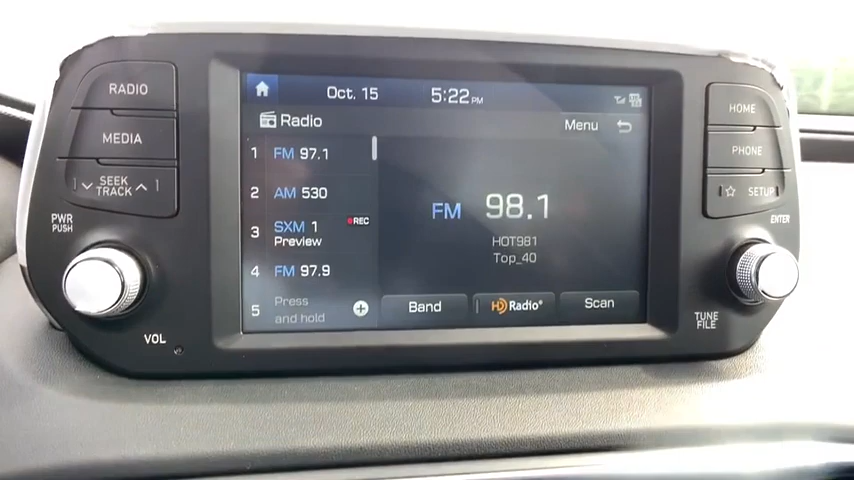 RADIO
MEDIA
SEEK
TRACK
PWR
PUSH
VOL
Oct. 15 5:22 PM
Radio
Menu
1 FM 97.1
2 AM 530
3 SXM 1 REC
Preview
4 FM 97.9
5 Press
and hold
FM 98.1
HOT981
Top_40
Band
HD Radio
Scan
HOME
PHONE
SETUP
ENTER
TUNE
FILE